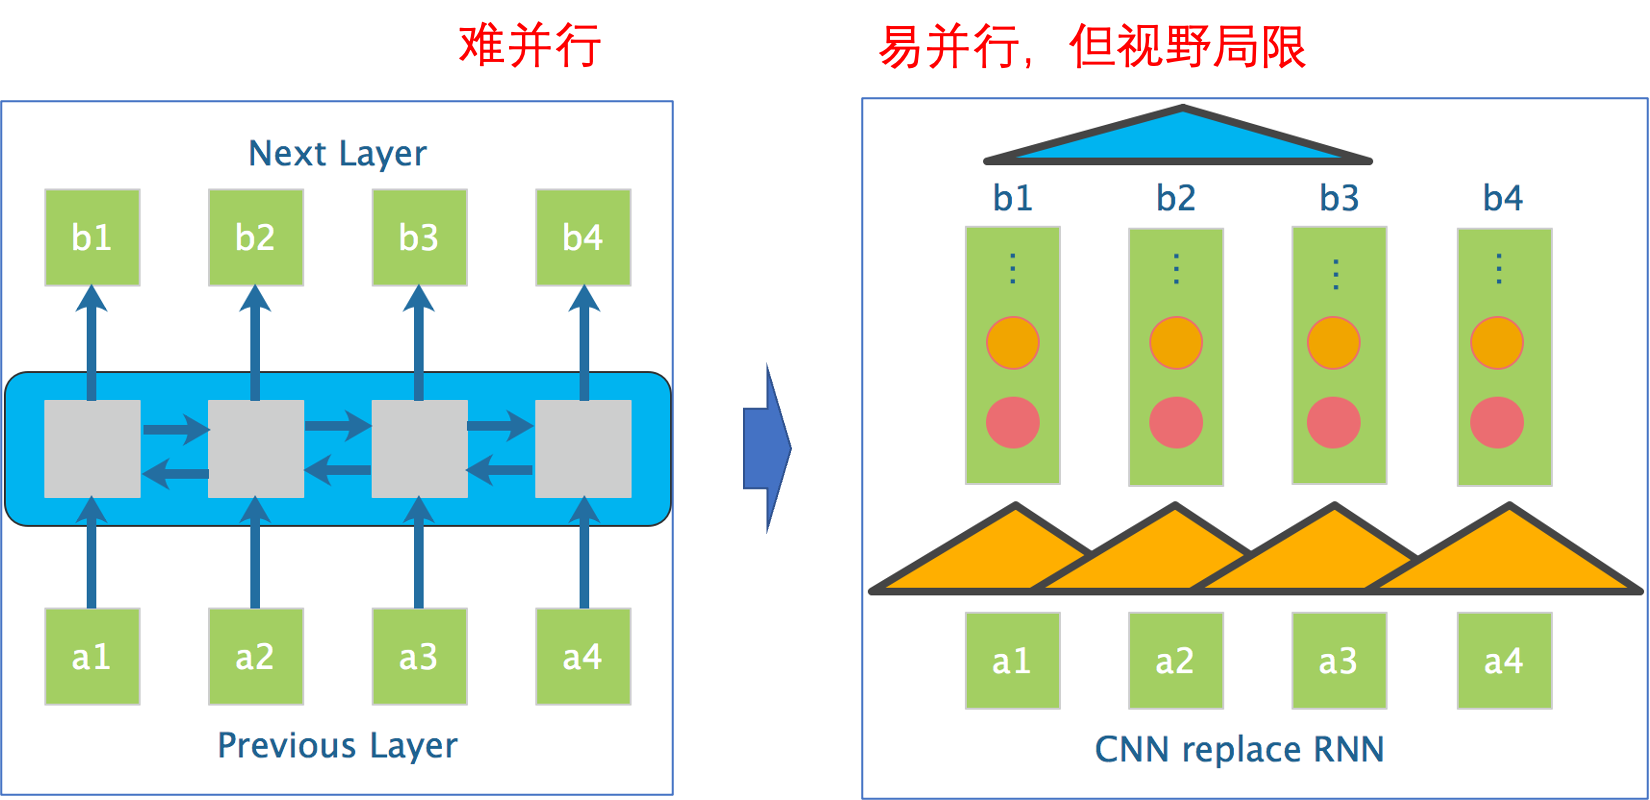 难并行
易并行，但视野局限
Next Layer
b1 b2 b3 b4
a1 a2 a3 a4
Previous Layer
b1 b2 b3 b4
a1 a2 a3 a4
CNN replace RNN